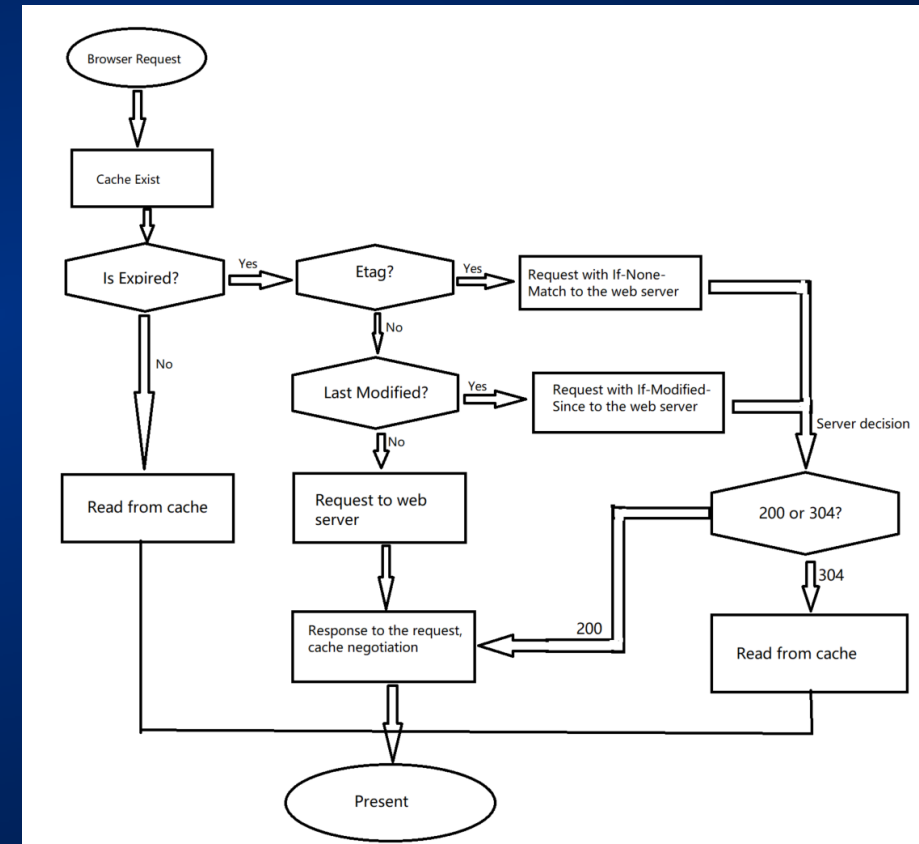 Browser Request
Cache Exist
Is Expired?
Yes
Etag?
Yes
Request with If-None-
Match to the web server
No
No
Last Modified?
Yes
Request with If-Modified-
Since to the web server
Server decision
No
Read from cache
Request to web
server
200 or 304?
304
Response to the request,
cache negotiation
200
Read from cache
Present